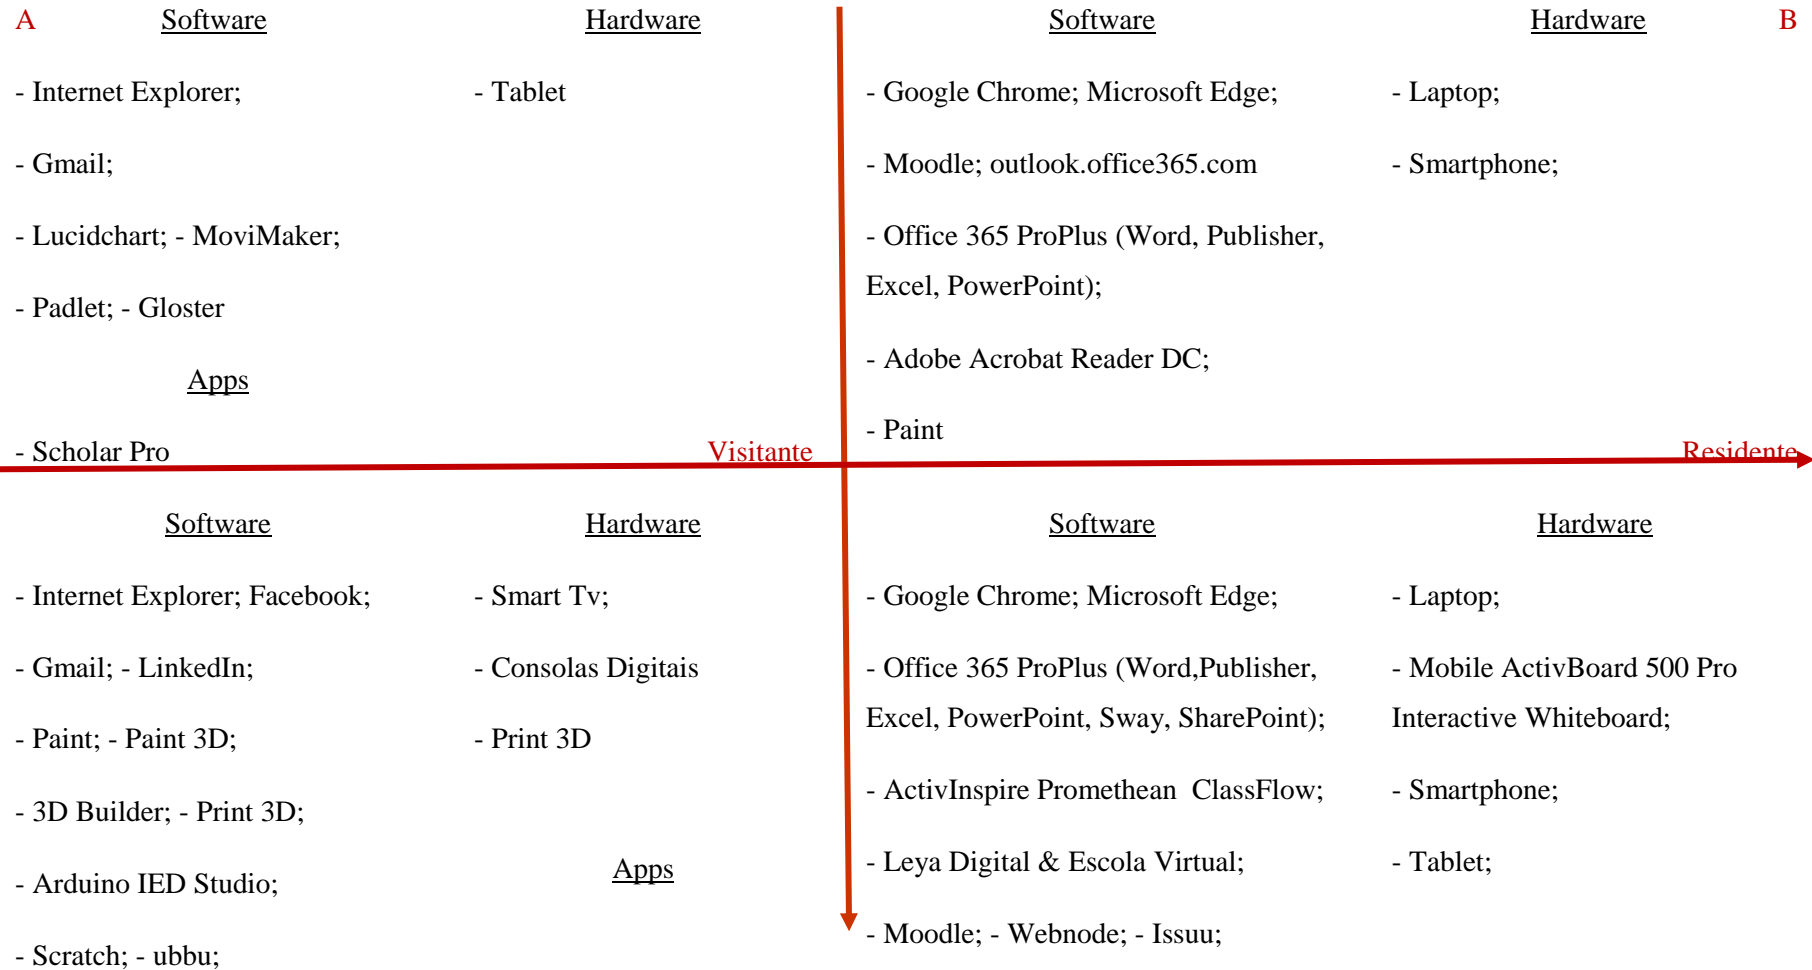 A
Software
Hardware
- Internet Explorer;
- Tablet
- Gmail;
- Lucidchart; - MoviMaker;
- Padlet; - Gloster
Apps
- Scholar Pro
Visitante
Software
Hardware
B
- Google Chrome; Microsoft Edge;
- Laptop;
- Moodle; outlook.office365.com
- Smartphone;
- Office 365 ProPlus (Word, Publisher,
Excel, PowerPoint);
- Adobe Acrobat Reader DC;
- Paint
Residente
Software
Hardware
- Internet Explorer; Facebook;
- Smart Tv;
- Gmail; - LinkedIn;
- Consolas Digitais
- Paint; - Paint 3D;
- Print 3D
- 3D Builder; - Print 3D;
- Arduino IED Studio;
Apps
- Scratch; - ubbu;
Software
Hardware
- Google Chrome; Microsoft Edge;
- Laptop;
- Office 365 ProPlus (Word,Publisher,
Excel, PowerPoint, Sway, SharePoint);
- Mobile ActivBoard 500 Pro
Interactive Whiteboard;
- ActivInspire Promethean  ClassFlow;
- Smartphone;
- Leya Digital & Escola Virtual;
- Tablet;
- Moodle; - Webnode; - Issuu;